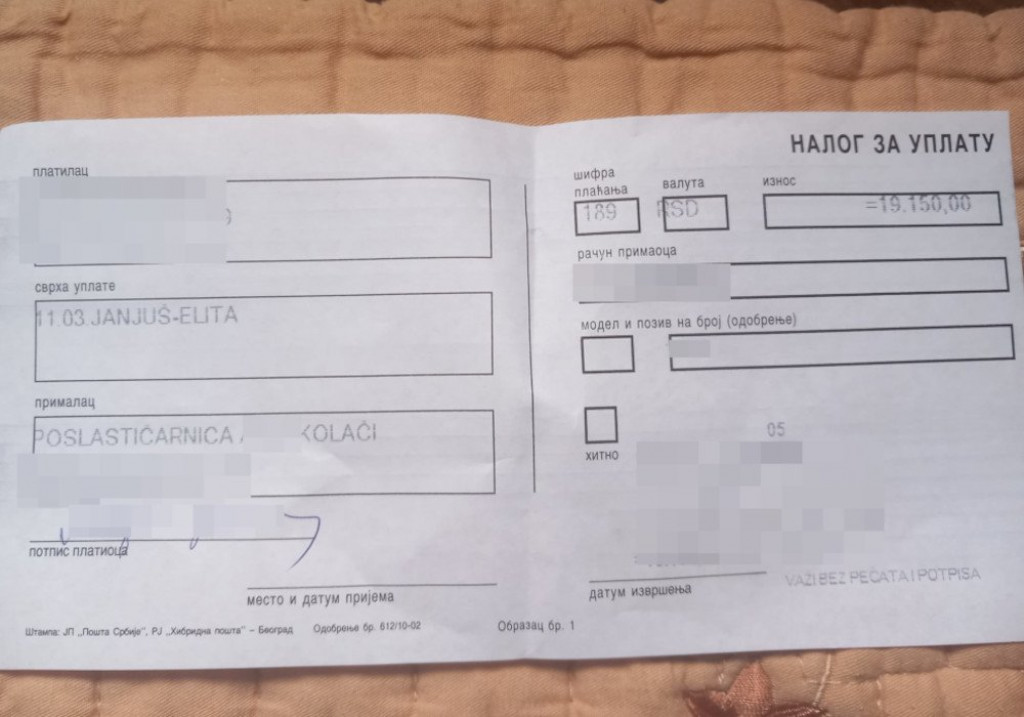 НАЛОГ ЗА УПЛАТУ
платилац
сврха уплате
11.03.JANJUŠ-ELITA
прималац
POSLASTIČARNICA KOLAČI
потпис платиоца
место и датум пријема
шифра
плаћања
валута
износ
189
RSD
=19.150,00
рачун примаоца
модел и позив на број (одобрење)
хитно
05
датум извршења
VAŽI BEZ PEČATA I POTPISA
Штампа: ЈП „Пошта Србије", РЈ „Хибридна пошта" – Београд
Одобрење бр. 612/10-02
Образац бр. 1